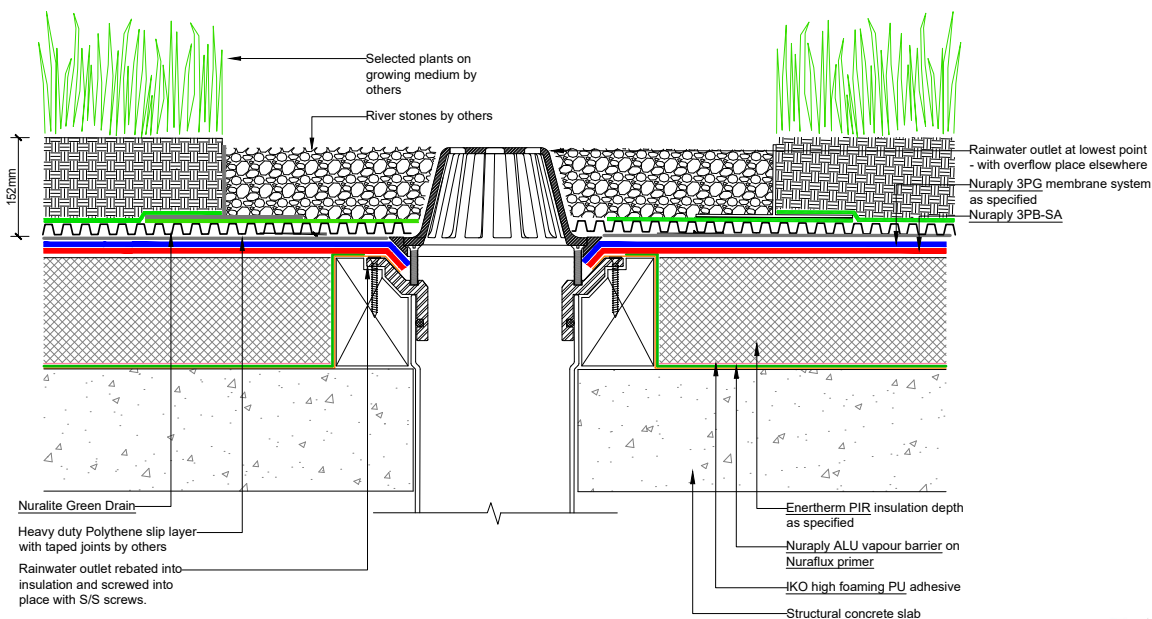 Selected plants on
growing medium by
others
River stones by others
152mm
Rainwater outlet at lowest point
- with overflow place elsewhere
Nuraply 3PG membrane system
as specified
Nuraply 3PB-SA
Nuralite Green Drain
Heavy duty Polythene slip layer
with taped joints by others
Rainwater outlet rebated into
insulation and screwed into
place with S/S screws.
Enertherm PIR insulation depth
as specified
Nuraply ALU vapour barrier on
Nuraflux primer
IKO high foaming PU adhesive
Structural concrete slab